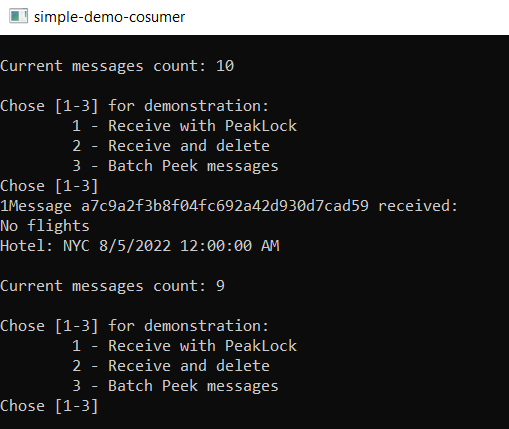 simple-demo-cosumer
Current messages count: 10
Chose [1-3] for demonstration:
1 - Receive with PeakLock
2 - Receive and delete
3 - Batch Peek messages
Chose [1-3]
1Message a7c9a2f3b8f04fc692a42d930d7cad59 received:
No flights
Hotel: NYC 8/5/2022 12:00:00 AM
Current messages count: 9
Chose [1-3] for demonstration:
1 - Receive with PeakLock
2 - Receive and delete
3 - Batch Peek messages
Chose [1-3]